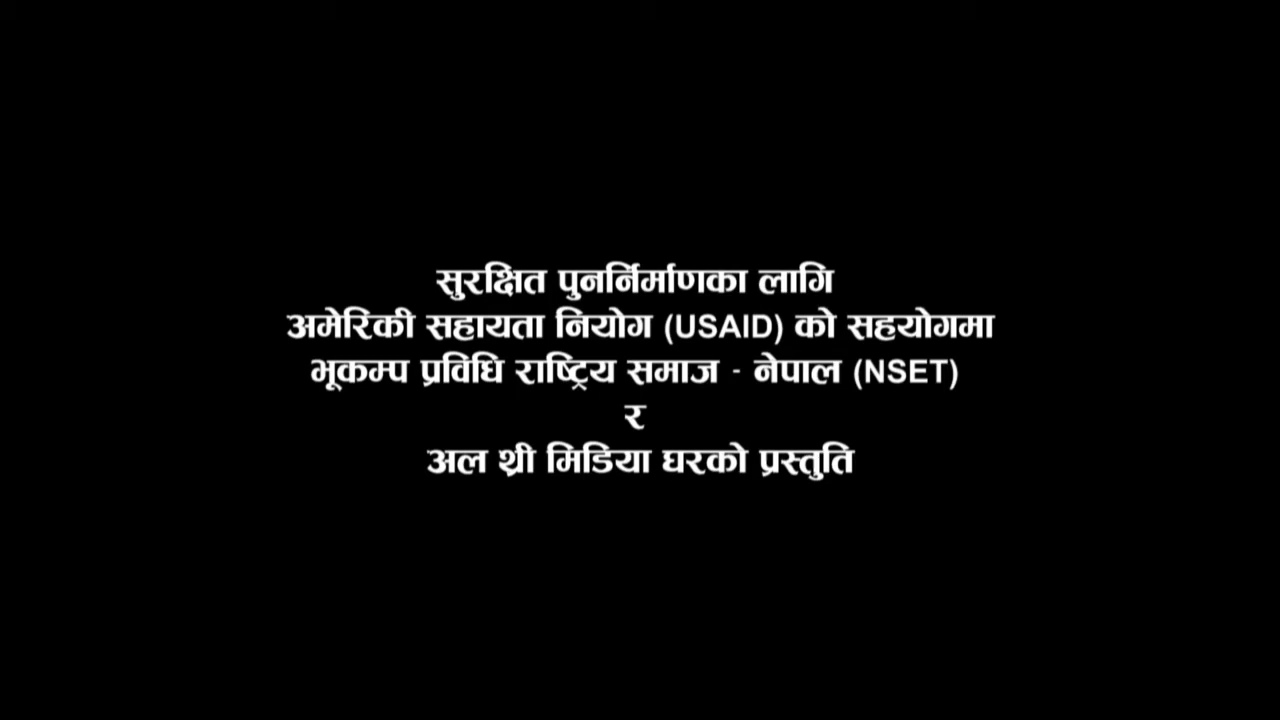 सुरक्षित पुनर्निर्माणका लागि
अमेरिकी सहायता नियोग (USAID) को सहयोगमा
भूकम्प प्रविधि राष्ट्रिय समाज - नेपाल (NSET)
र
अल थ्री मिडिया घरको प्रस्तुति